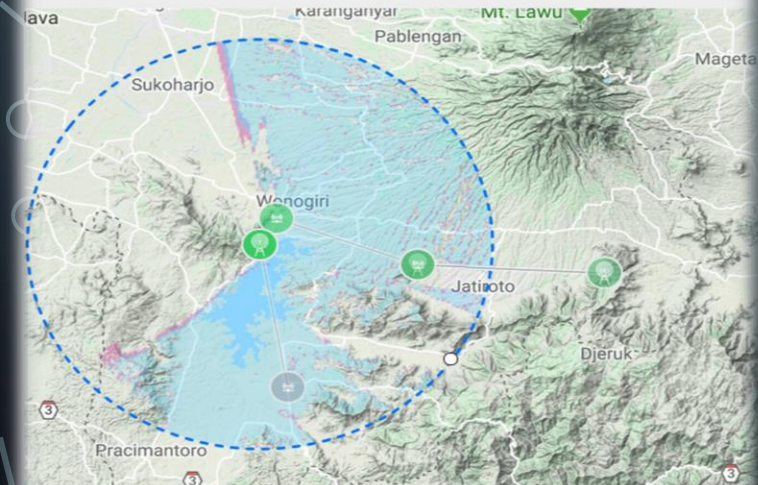 Java
Karanganyar
Mt. Lawu
Pablengan
Mageta
Sukoharjo
Wonogiri
Jatiroto
Djeruk
3
Pracimantoro
3
3